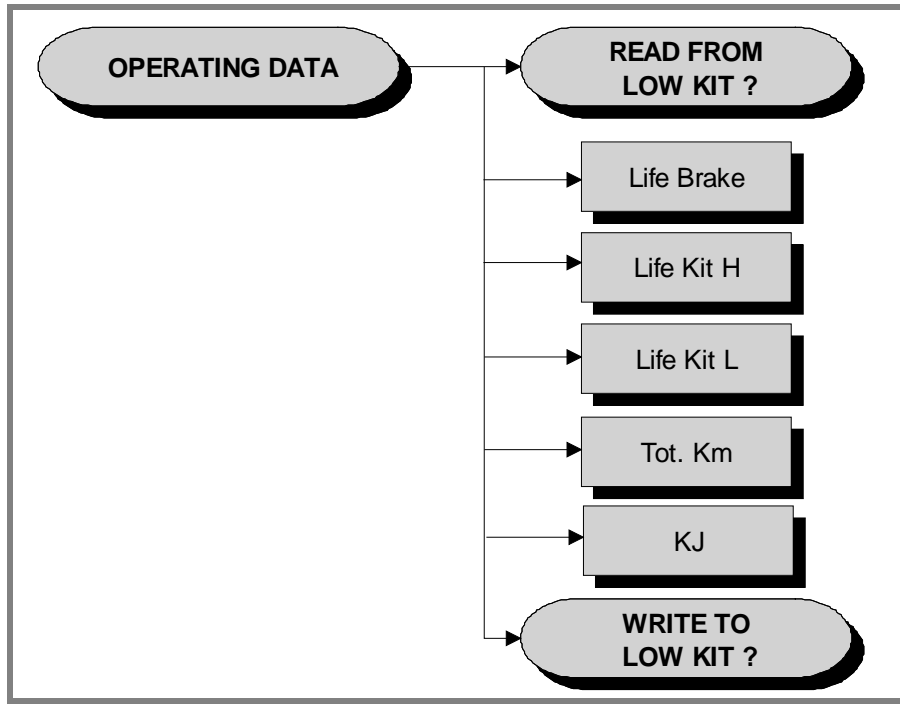 OPERATING DATA
READ FROM
LOW KIT ?
Life Brake
Life Kit H
Life Kit L
Tot. Km
KJ
WRITE TO
LOW KIT ?